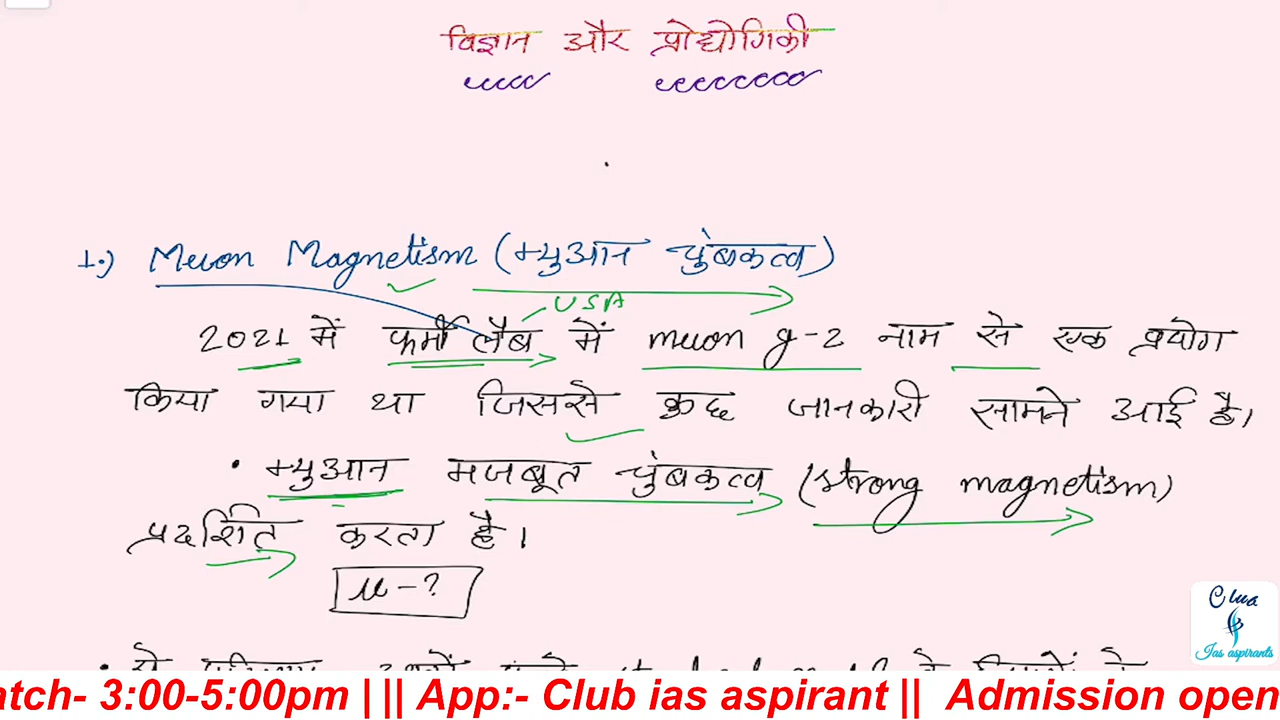 विज्ञान और प्रोद्योगिकी
1.) Muon Magnetism (म्युआन चुंबकत्व)
USA
2021 में फर्मी लैब में muon g-2 नाम से एक प्रयोग
किया गया था जिससे कुछ जानकारी सामने आई है।
• म्युआन मजबूत चुंबकत्व (strong magnetism)
प्रदर्शित करता है।
μ-?
Club
Ias aspirants
atch- 3:00-5:00pm | || App:- Club ias aspirant || Admission open